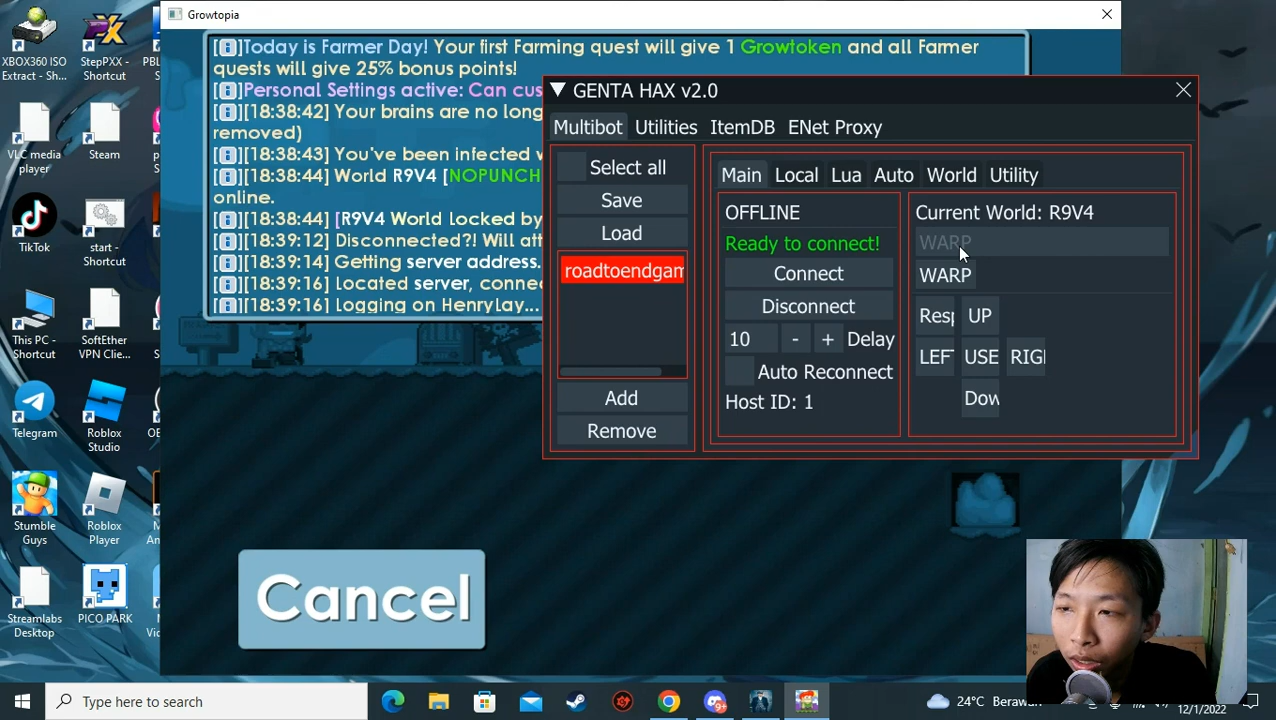 Growtopia
[i]Today is Farmer Day! Your first Farming quest will give 1 Growtoken and all Farmer
quests will give 25% bonus points!
[i]Personal Settings active: Can cus
[i][18:38:42] Your brains are no long
removed)
[i][18:38:43] You've been infected w
[i][18:38:44] World R9V4 [NOPUNCH
online.
[i][18:38:44] [R9V4 World Locked by
[i][18:39:12] Disconnected?! Will att
[i][18:39:14] Getting server address.
[i][18:39:16] Located server, connec
[i][18:39:16] Logging on HenryLay...
Cancel
GENTA HAX v2.0
Multibot Utilities ItemDB ENet Proxy
Select all
Save
Load
roadtoendgam
Add
Remove
Main Local Lua Auto World Utility
OFFLINE
Ready to connect!
Connect
Disconnect
10 - + Delay
Auto Reconnect
Host ID: 1
Current World: R9V4
WARP
WARP
Resp UP
LEFT USE RIGH
Dow
XBOX360 ISO
Extract - Sh...
StepPXX -
Shortcut
PBL
VLC media
player
Steam
TikTok
start -
Shortcut
This PC -
Shortcut
SoftEther
VPN Clie...
Telegram
Roblox
Studio
Stumble
Guys
Roblox
Player
Streamlabs
Desktop
PICO PARK
Type here to search
9+
24°C Berawan
12/1/2022